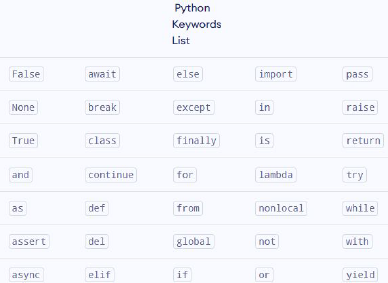 Python
Keywords
List
False await else import pass
None break except in raise
True class finally is return
and continue for lambda try
as def from nonlocal while
assert del global not with
async elif if or yield